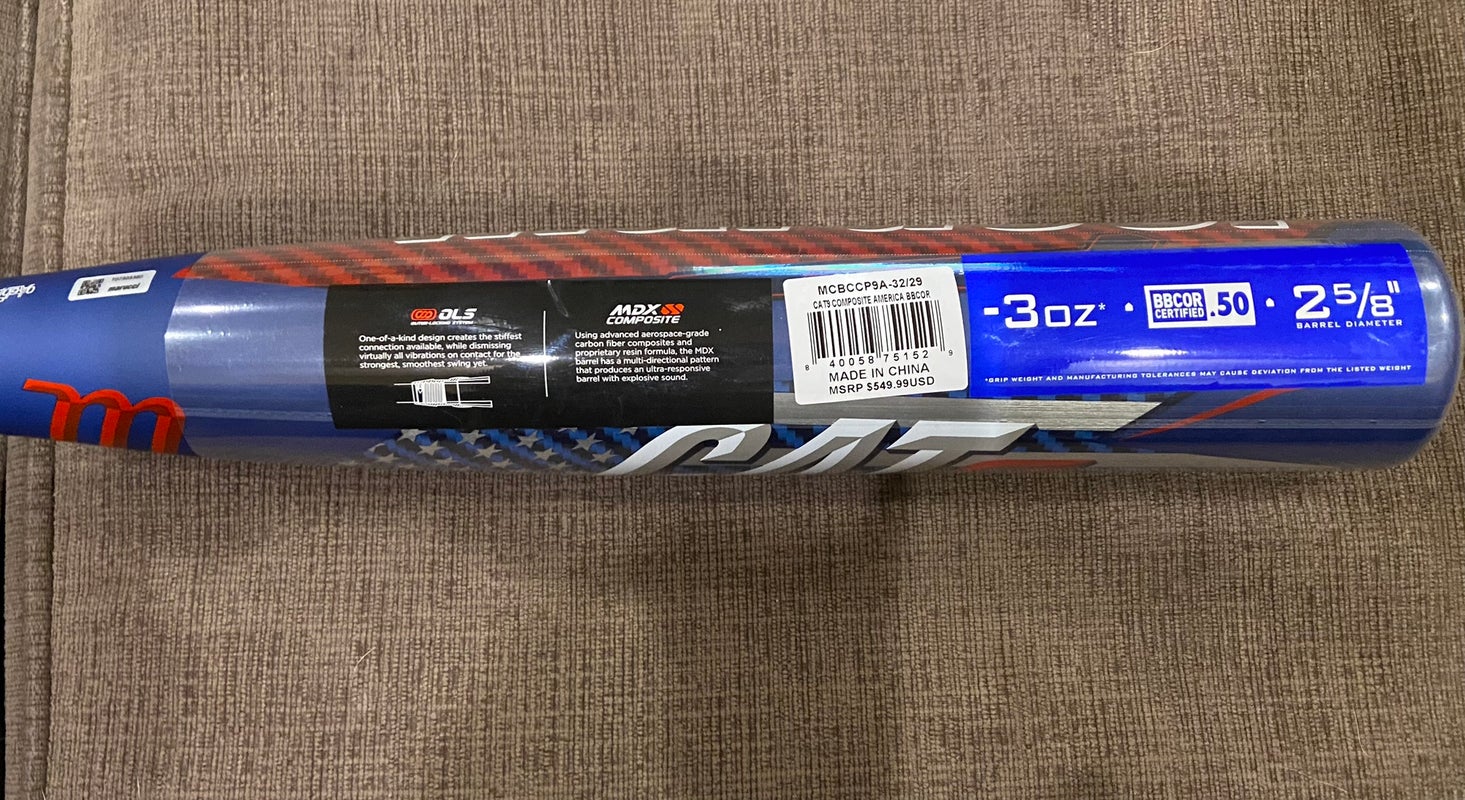 marucci
m
OLS
OUTER-LOCKING SYSTEM
One-of-a-kind design creates the stiffest
connection available, while dismissing
virtually all vibrations on contact for the
strongest, smoothest swing yet.
MDX
COMPOSITE
Using advanced aerospace-grade
carbon fiber composites and
proprietary resin formula, the MDX
barrel has a multi-directional pattern
that produces an ultra-responsive
barrel with explosive sound.
MCBCCP9A-32/29
CAT9 COMPOSITE AMERICA BBCOR
8 40058 75152 9
MADE IN CHINA
MSRP $549.99USD
-3 oz*
BBCOR
CERTIFIED .50
2 5/8"
BARREL DIAMETER
*GRIP WEIGHT AND MANUFACTURING TOLERANCES MAY CAUSE DEVIATION FROM THE LISTED WEIGHT
CAT